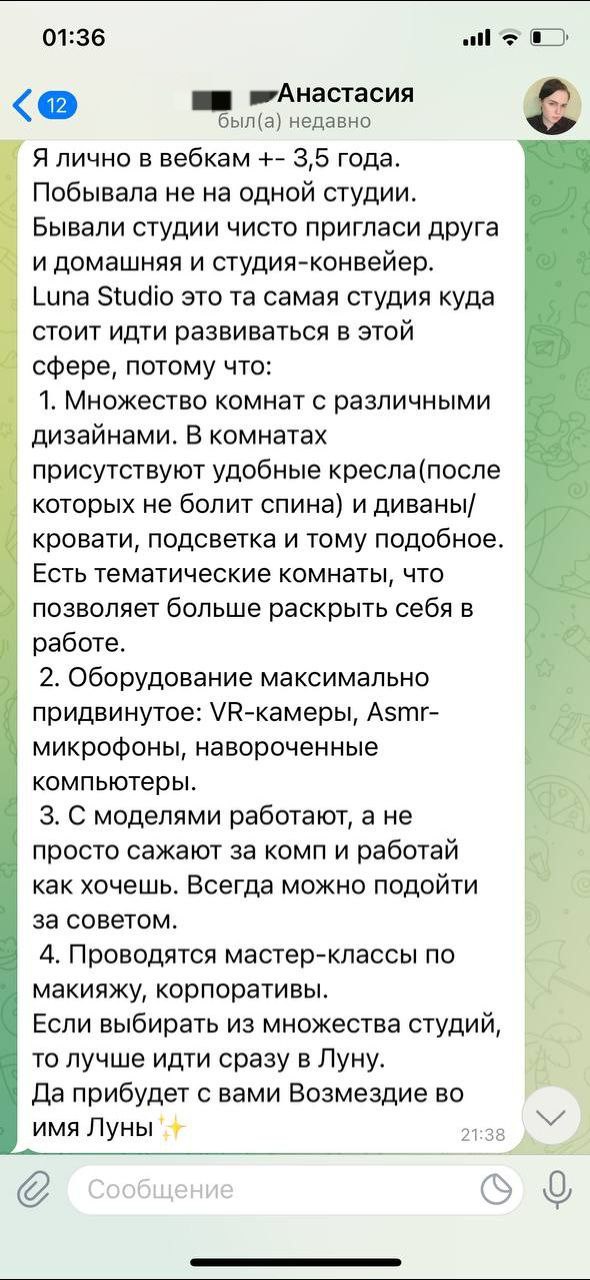 01:36
12
Анастасия
был(а) недавно
Я лично в вебкам +- 3,5 года.
Побывала не на одной студии.
Бывали студии чисто пригласи друга
и домашняя и студия-конвейер.
Luna Studio это та самая студия куда
стоит идти развиваться в этой
сфере, потому что:
1. Множество комнат с различными
дизайнами. В комнатах
присутствуют удобные кресла(после
которых не болит спина) и диваны/
кровати, подсветка и тому подобное.
Есть тематические комнаты, что
позволяет больше раскрыть себя в
работе.
2. Оборудование максимально
придвинутое: VR-камеры, Asmr-
микрофоны, навороченные
компьютеры.
3. С моделями работают, а не
просто сажают за комп и работай
как хочешь. Всегда можно подойти
за советом.
4. Проводятся мастер-классы по
макияжу, корпоративы.
Если выбирать из множества студий,
то лучше идти сразу в Луну.
Да прибудет с вами Возмездие во
имя Луны✨
21:38
Сообщение